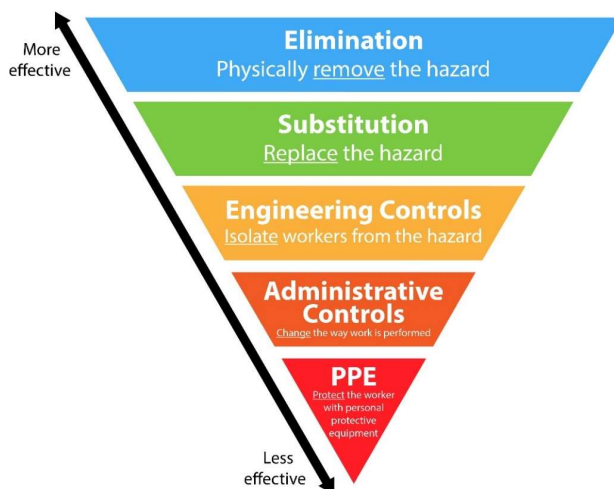 More
effective
Elimination
Physically remove the hazard
Substitution
Replace the hazard
Engineering Controls
Isolate workers from the hazard
Administrative
Controls
Change the way work is performed
PPE
Protect the worker
with personal
protective
equipment
Less
effective